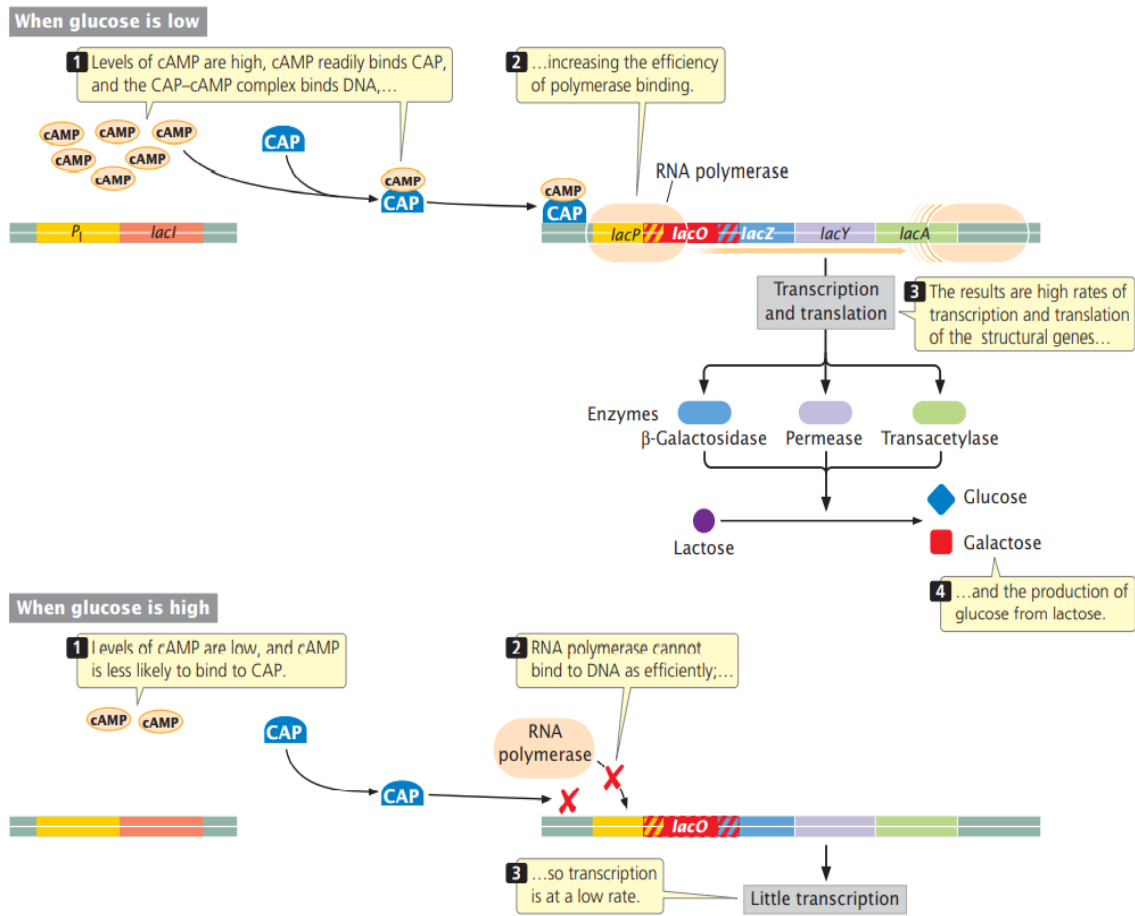 When glucose is low
1 Levels of cAMP are high, cAMP readily binds CAP,
and the CAP–cAMP complex binds DNA,…
2 …increasing the efficiency
of polymerase binding.
cAMP
cAMP
cAMP
cAMP
cAMP
cAMP
CAP
cAMP
CAP
cAMP
CAP
RNA polymerase
PI
lacI
lacP
lacO
lacZ
lacY
lacA
Transcription
and translation
3 The results are high rates of
transcription and translation
of the structural genes…
Enzymes
β-Galactosidase
Permease
Transacetylase
Lactose
Glucose
Galactose
4 …and the production of
glucose from lactose.
When glucose is high
1 Levels of cAMP are low, and cAMP
is less likely to bind to CAP.
2 RNA polymerase cannot
bind to DNA as efficiently;…
cAMP
cAMP
CAP
CAP
RNA
polymerase
lacO
3 …so transcription
is at a low rate.
Little transcription